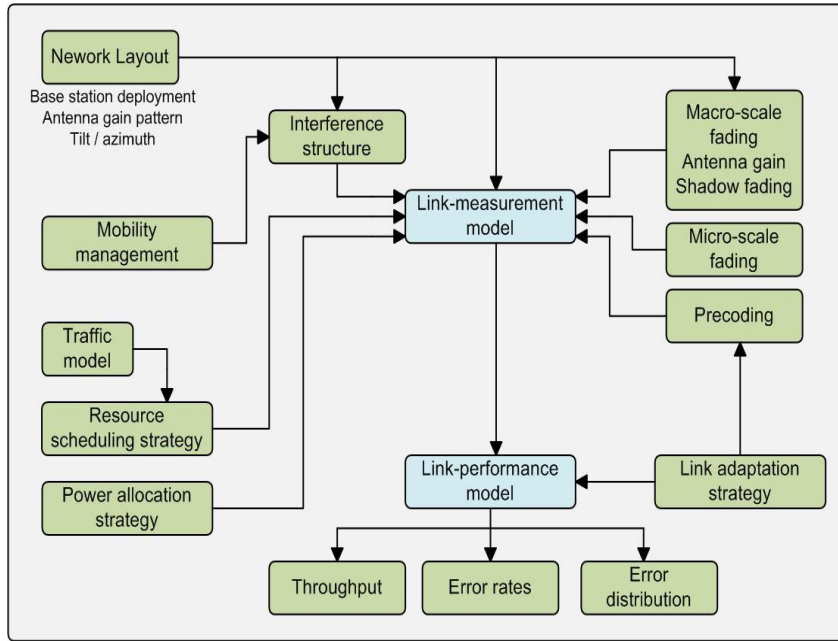 Nework Layout
Base station deployment
Antenna gain pattern
Tilt / azimuth
Interference
structure
Macro-scale
fading
Antenna gain
Shadow fading
Link-measurement
model
Mobility
management
Micro-scale
fading
Precoding
Traffic
model
Resource
scheduling strategy
Power allocation
strategy
Link-performance
model
Link adaptation
strategy
Throughput
Error rates
Error
distribution